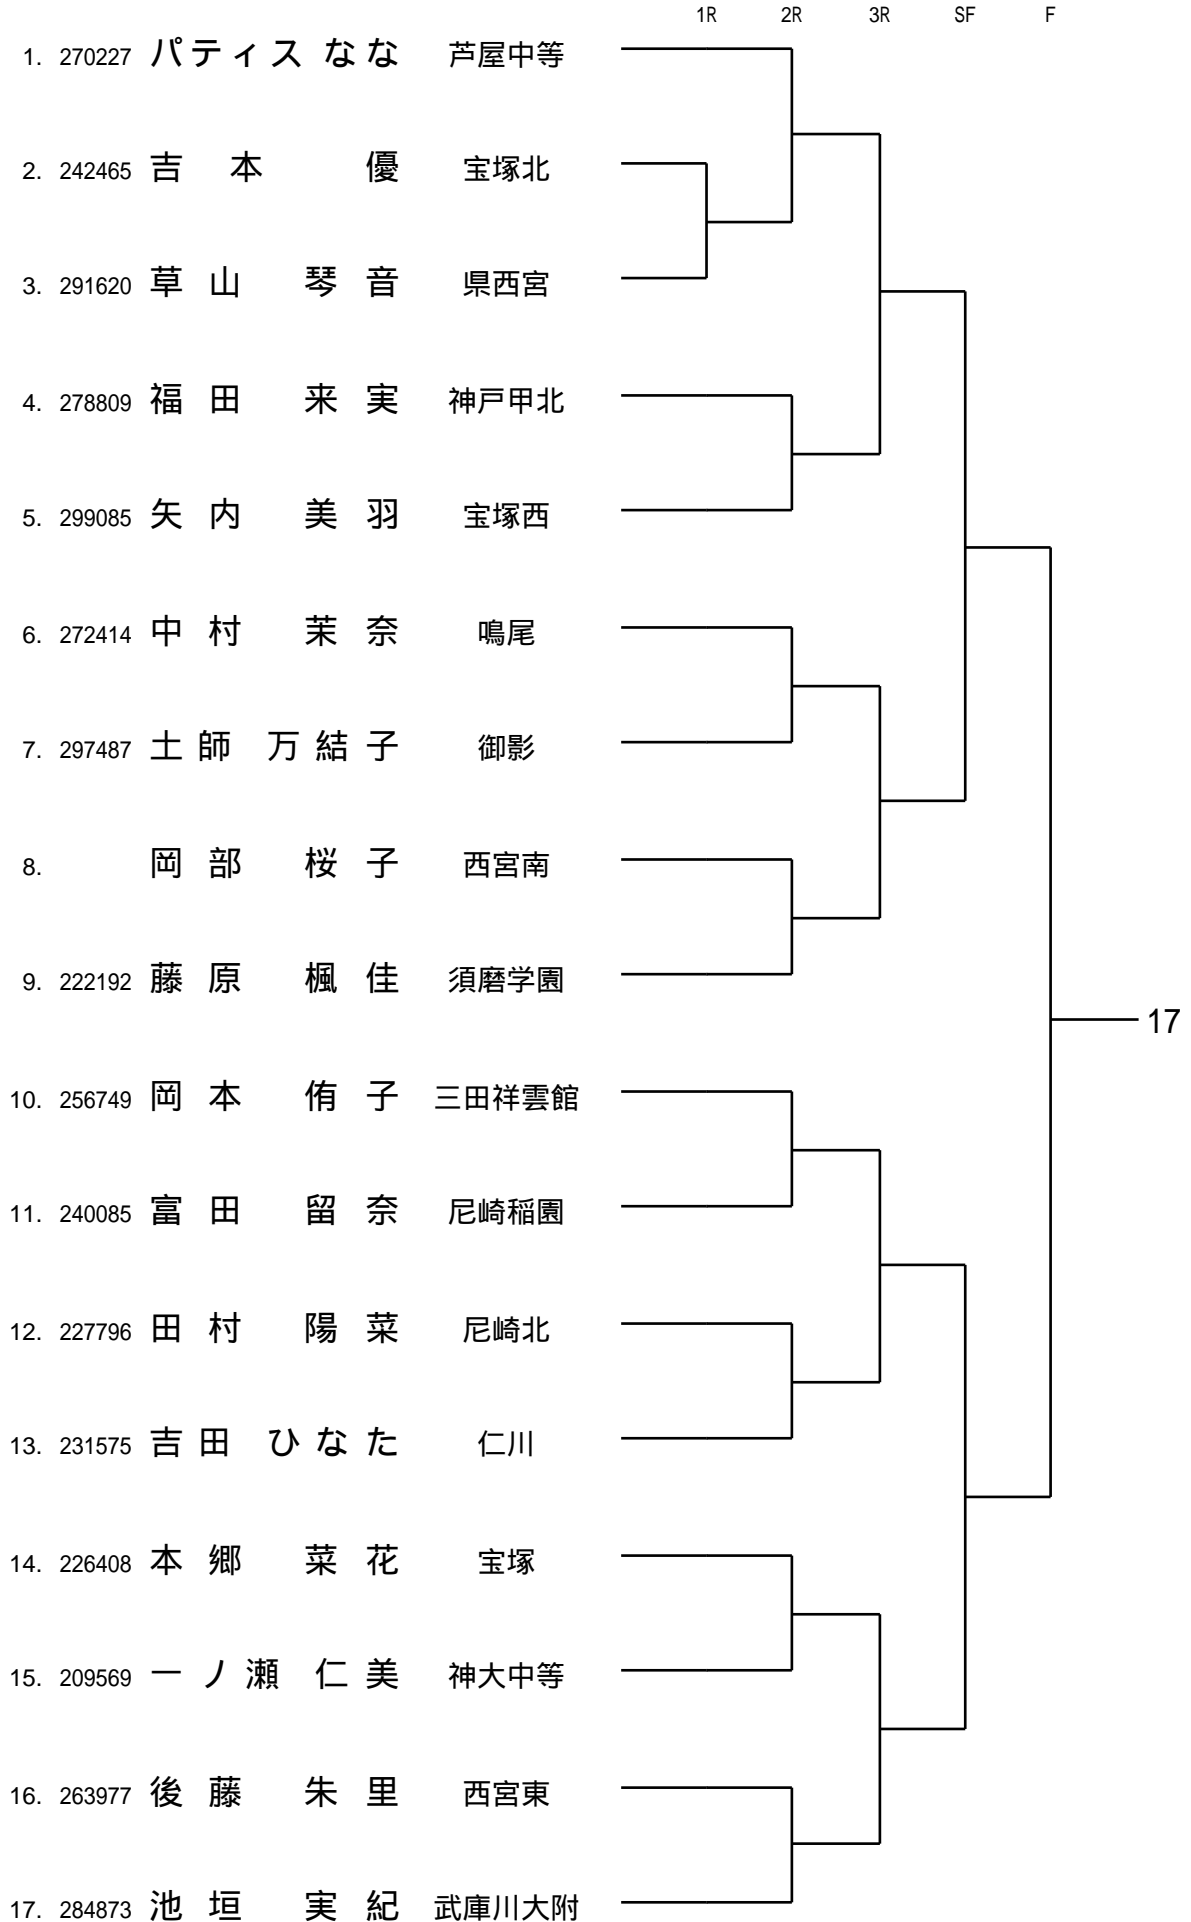 1R 2R 3R SF F
1. 270227 パティス なな 芦屋中等
2. 242465 吉本 優 宝塚北
3. 291620 草山 琴音 県西宮
4. 278809 福田 来実 神戸甲北
5. 299085 矢内 美羽 宝塚西
6. 272414 中村 茉奈 鳴尾
7. 297487 土師 万結子 御影
8. 岡部 桜子 西宮南
9. 222192 藤原 楓佳 須磨学園
17
10. 256749 岡本 侑子 三田祥雲館
11. 240085 富田 留奈 尼崎稲園
12. 227796 田村 陽菜 尼崎北
13. 231575 吉田 ひなた 仁川
14. 226408 本郷 菜花 宝塚
15. 209569 一ノ瀬 仁美 神大中等
16. 263977 後藤 朱里 西宮東
17. 284873 池垣 実紀 武庫川大附